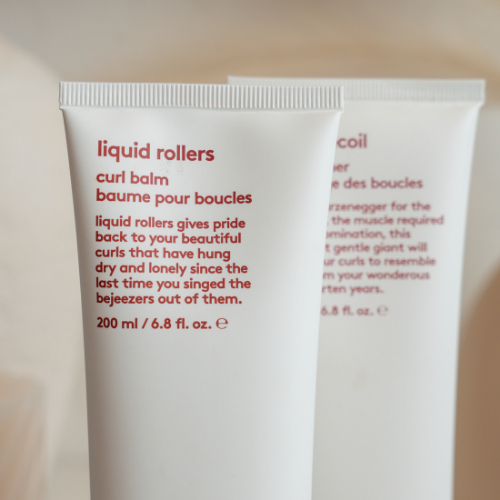 liquid rollers
curl balm
baume pour boucles
liquid rollers gives pride
back to your beautiful
curls that have hung
dry and lonely since the
last time you singed the
bejeezers out of them.
200 ml / 6.8 fl. oz. ℮
coil
des boucles
for the
the muscle required
this
gentle giant will
curls to resemble
your wonderous
years.
6.8 fl. oz. ℮